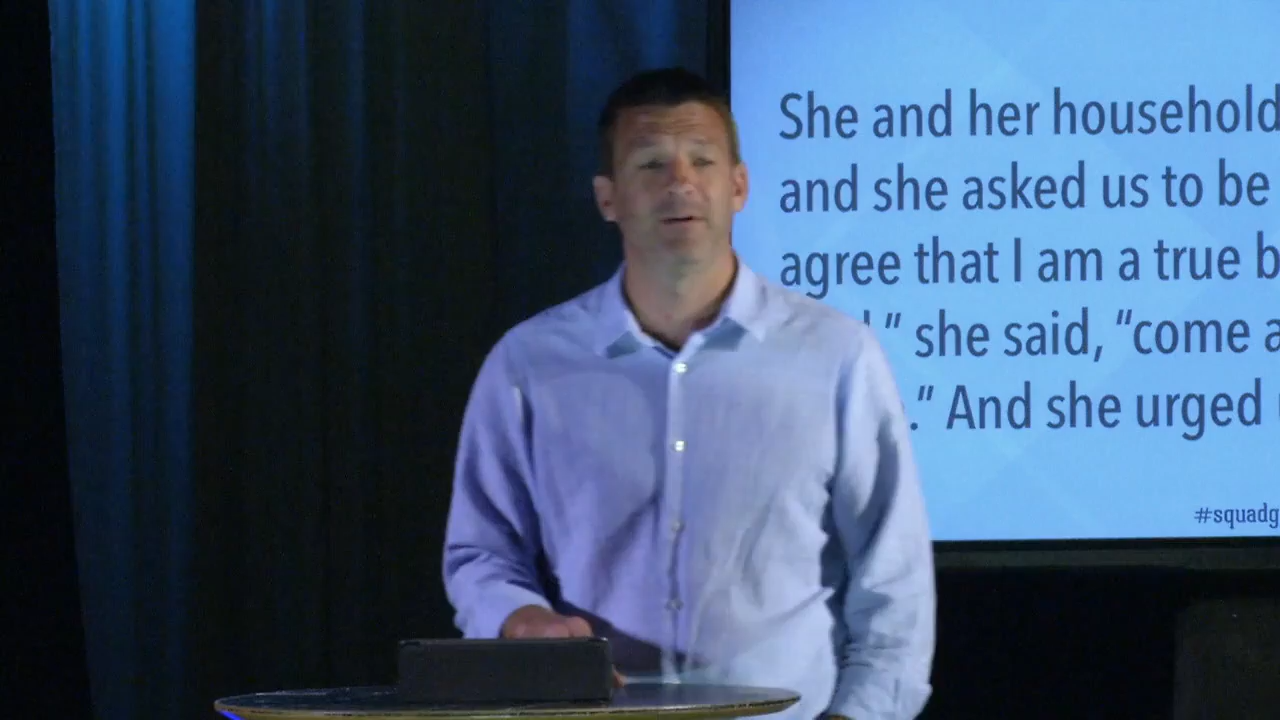 She and her household
and she asked us to be
agree that I am a true b
” she said, “come a
.” And she urged
#squadg